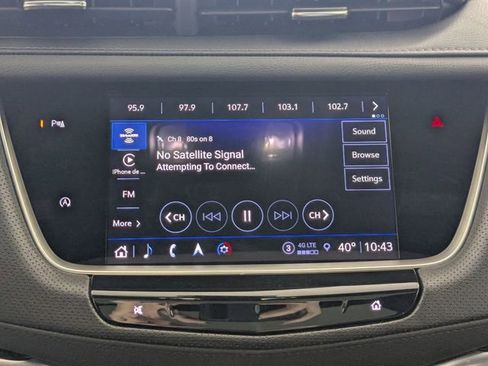 95.9 97.9 107.7 103.1 102.7
Ch 8 80s on 8
Sound
No Satellite Signal
Attempting To Connect...
Browse
iPhone de ...
Settings
FM
CH
CH
More
3 4G LTE 40° 10:43